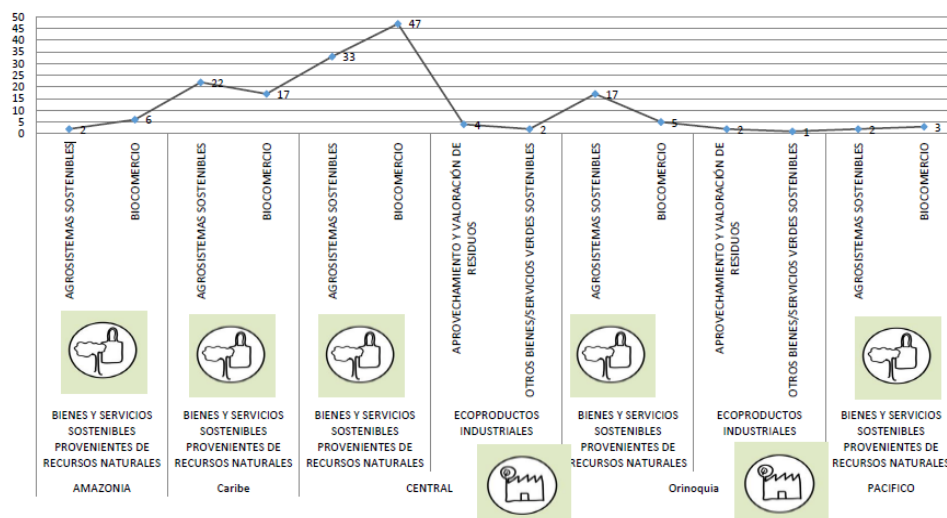 50
45
40
35
30
25
20
15
10
5
0
2
6
22
17
33
47
4
2
17
5
2
1
2
3
AGROSISTEMAS SOSTENIBLES
BIOCOMERCIO
AGROSISTEMAS SOSTENIBLES
BIOCOMERCIO
AGROSISTEMAS SOSTENIBLES
BIOCOMERCIO
APROVECHAMIENTO Y VALORACIÓN DE
RESIDUOS
OTROS BIENES/SERVICIOS VERDES SOSTENIBLES
AGROSISTEMAS SOSTENIBLES
BIOCOMERCIO
APROVECHAMIENTO Y VALORACIÓN DE
RESIDUOS
OTROS BIENES/SERVICIOS VERDES SOSTENIBLES
AGROSISTEMAS SOSTENIBLES
BIOCOMERCIO
BIENES Y SERVICIOS
SOSTENIBLES
PROVENIENTES DE
RECURSOS NATURALES
BIENES Y SERVICIOS
SOSTENIBLES
PROVENIENTES DE
RECURSOS NATURALES
BIENES Y SERVICIOS
SOSTENIBLES
PROVENIENTES DE
RECURSOS NATURALES
ECOPRODUCTOS
INDUSTRIALES
BIENES Y SERVICIOS
SOSTENIBLES
PROVENIENTES DE
RECURSOS NATURALES
ECOPRODUCTOS
INDUSTRIALES
BIENES Y SERVICIOS
SOSTENIBLES
PROVENIENTES DE
RECURSOS NATURALES
AMAZONIA
Caribe
CENTRAL
Orinoquia
PACIFICO